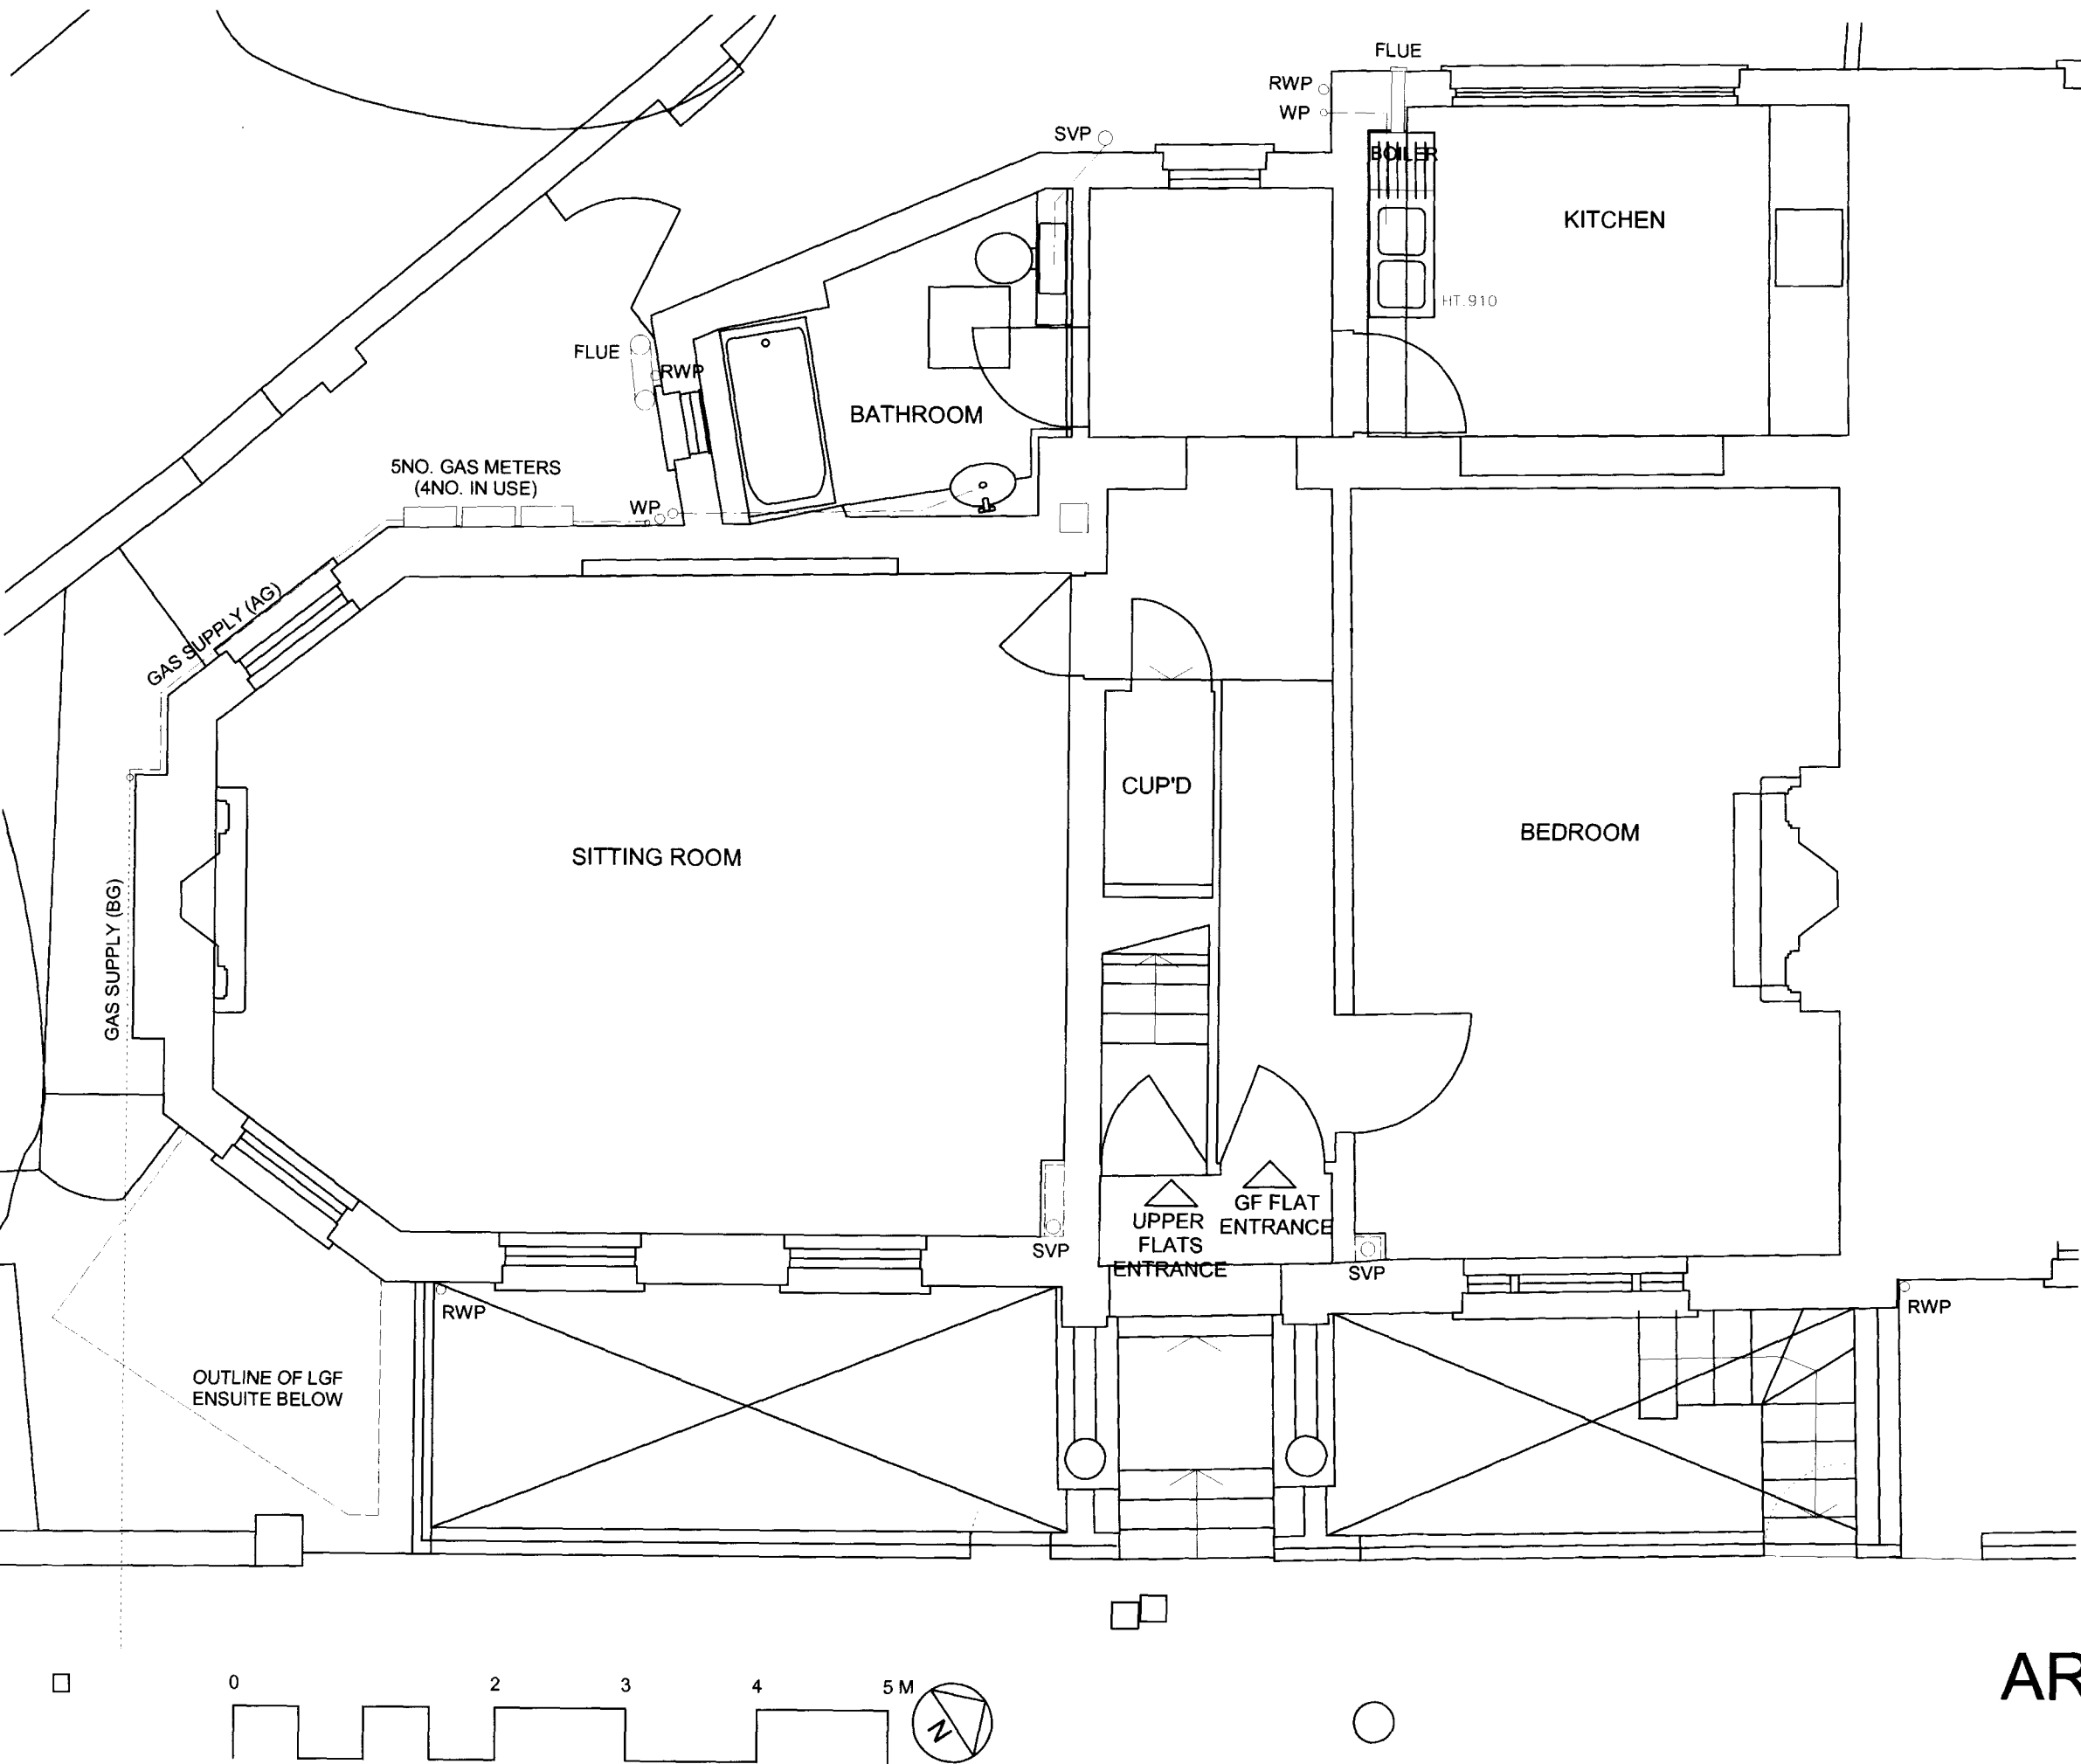 FLUE
RWP
WP
SVP
BOILER
KITCHEN
HT.910
FLUE
RWP
BATHROOM
5NO. GAS METERS
(4NO. IN USE)
WP
GAS SUPPLY (AG)
CUP'D
BEDROOM
SITTING ROOM
GAS SUPPLY (BG)
GF FLAT
ENTRANCE
UPPER
FLATS
ENTRANCE
SVP
SVP
RWP
RWP
OUTLINE OF LGF
ENSUITE BELOW
0 2 3 4 5 M
N
AR